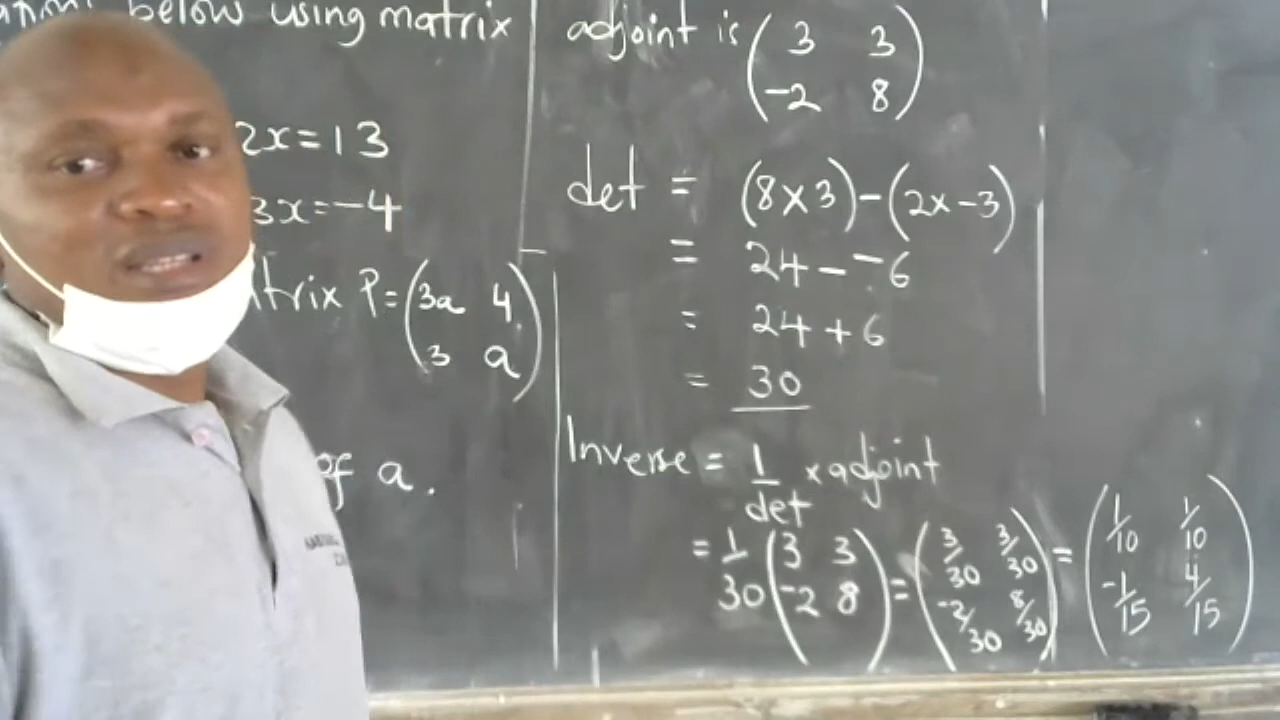 below using matrix
2x=13
3x=-4
trix P=(3a 4
3 a)
of a.
adjoint is (3 3
-2 8)
det = (8x3)-(2x-3)
= 24--6
= 24+6
= 30
Inverse = 1/det x adjoint
= 1/30 (3 3
-2 8) = (3/30 3/30
-2/30 8/30) = (1/10 1/10
-1/15 4/15)